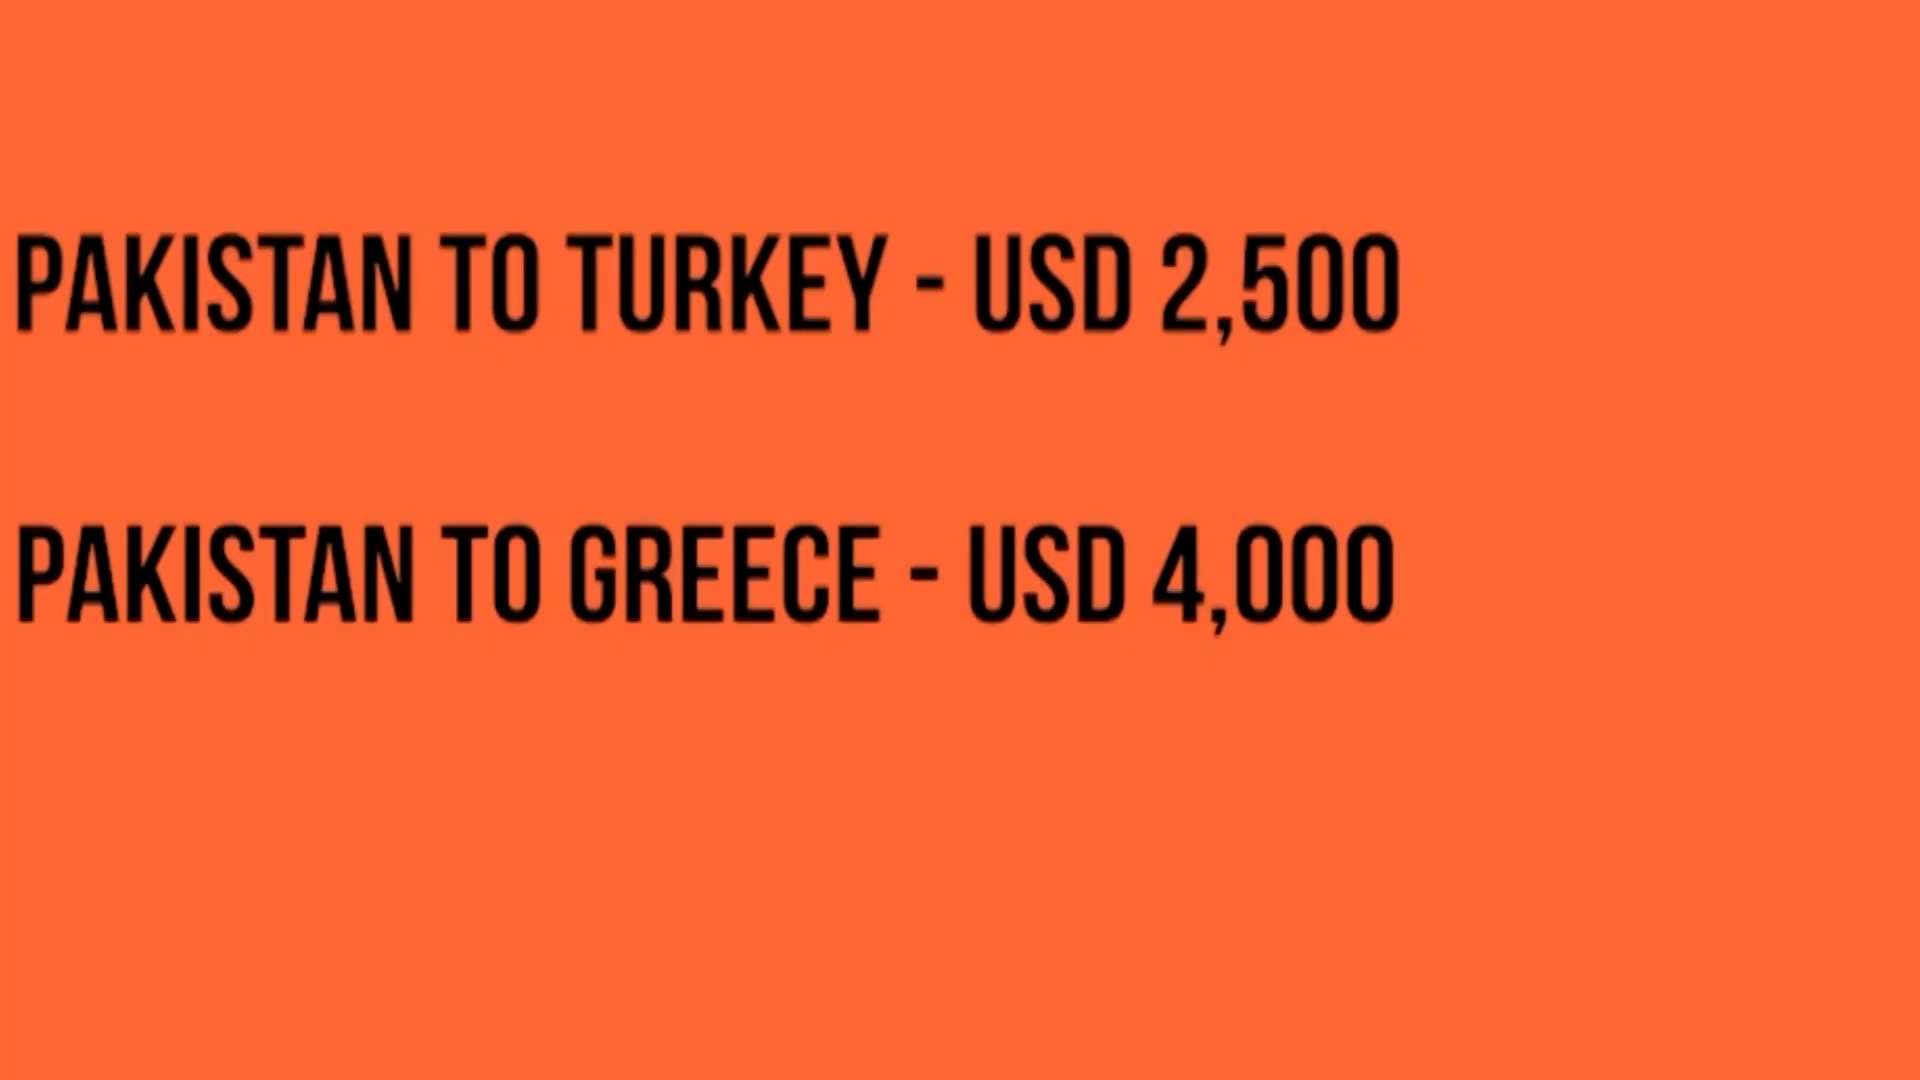 PAKISTAN TO TURKEY - USD 2,500
PAKISTAN TO GREECE - USD 4,000